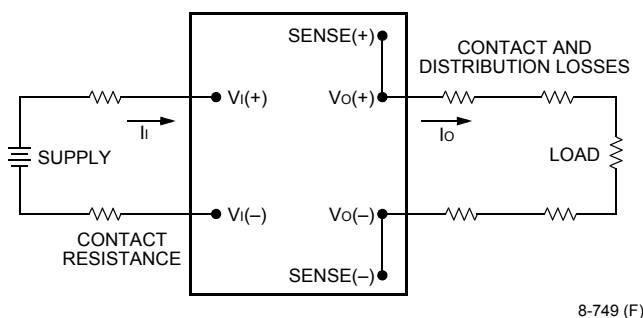 SENSE(+)
CONTACT AND
DISTRIBUTION LOSSES
VI(+)
VO(+)
II
IO
SUPPLY
LOAD
VI(–)
VO(–)
CONTACT
RESISTANCE
SENSE(–)
8-749 (F)